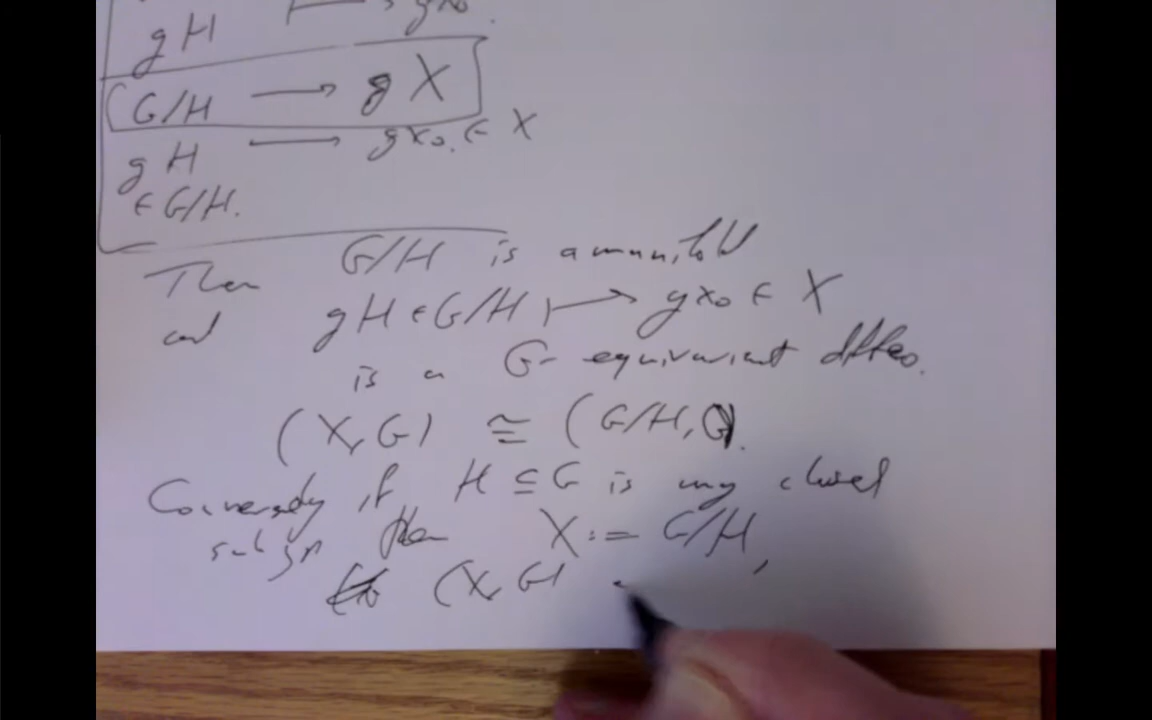 gH ⟼ gx₀.
G/H ⟶ g X
gH ⟶ gx₀ ∈ X
∈ G/H.
Then G/H is a manifold
and gH ∈ G/H ⟼ gx₀ ∈ X
is a G-equivariant diffeo.
(X, G) ≅ (G/H, G).
Conversely if H ⊆ G is any closed
subgp then X := G/H,
(X, G)